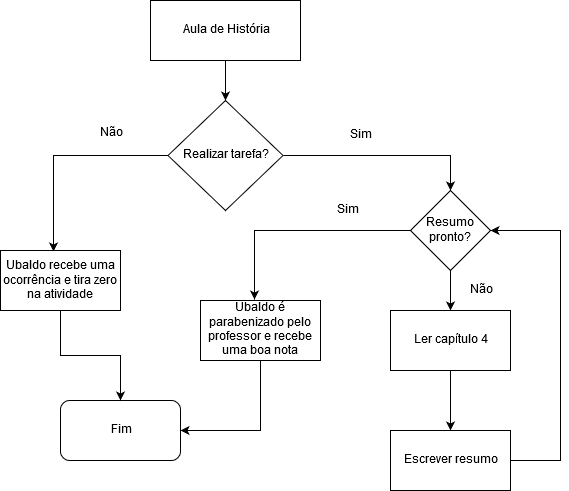 Aula de História
Não
Sim
Realizar tarefa?
Sim
Resumo
pronto?
Ubaldo recebe uma
ocorrência e tira zero
na atividade
Não
Ubaldo é
parabenizado pelo
professor e recebe
uma boa nota
Ler capítulo 4
Fim
Escrever resumo